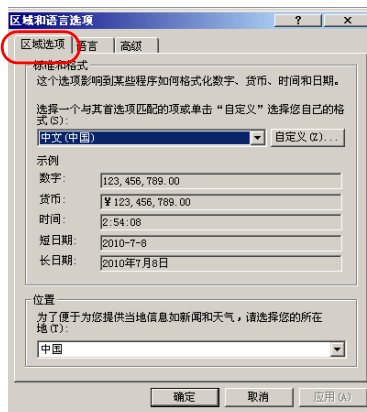 区域和语言选项
区域选项 语言 高级
标准和格式
这个选项影响到某些程序如何格式化数字、货币、时间和日期。
选择一个与其首选项匹配的项或单击“自定义”选择您自己的格
式(S):
中文(中国) 自定义(Z)...
示例
数字: 123,456,789.00
货币: ¥123,456,789.00
时间: 2:54:08
短日期: 2010-7-8
长日期: 2010年7月8日
位置
为了便于为您提供当地信息如新闻和天气，请选择您的所在
地(T):
中国
确定 取消 应用(A)